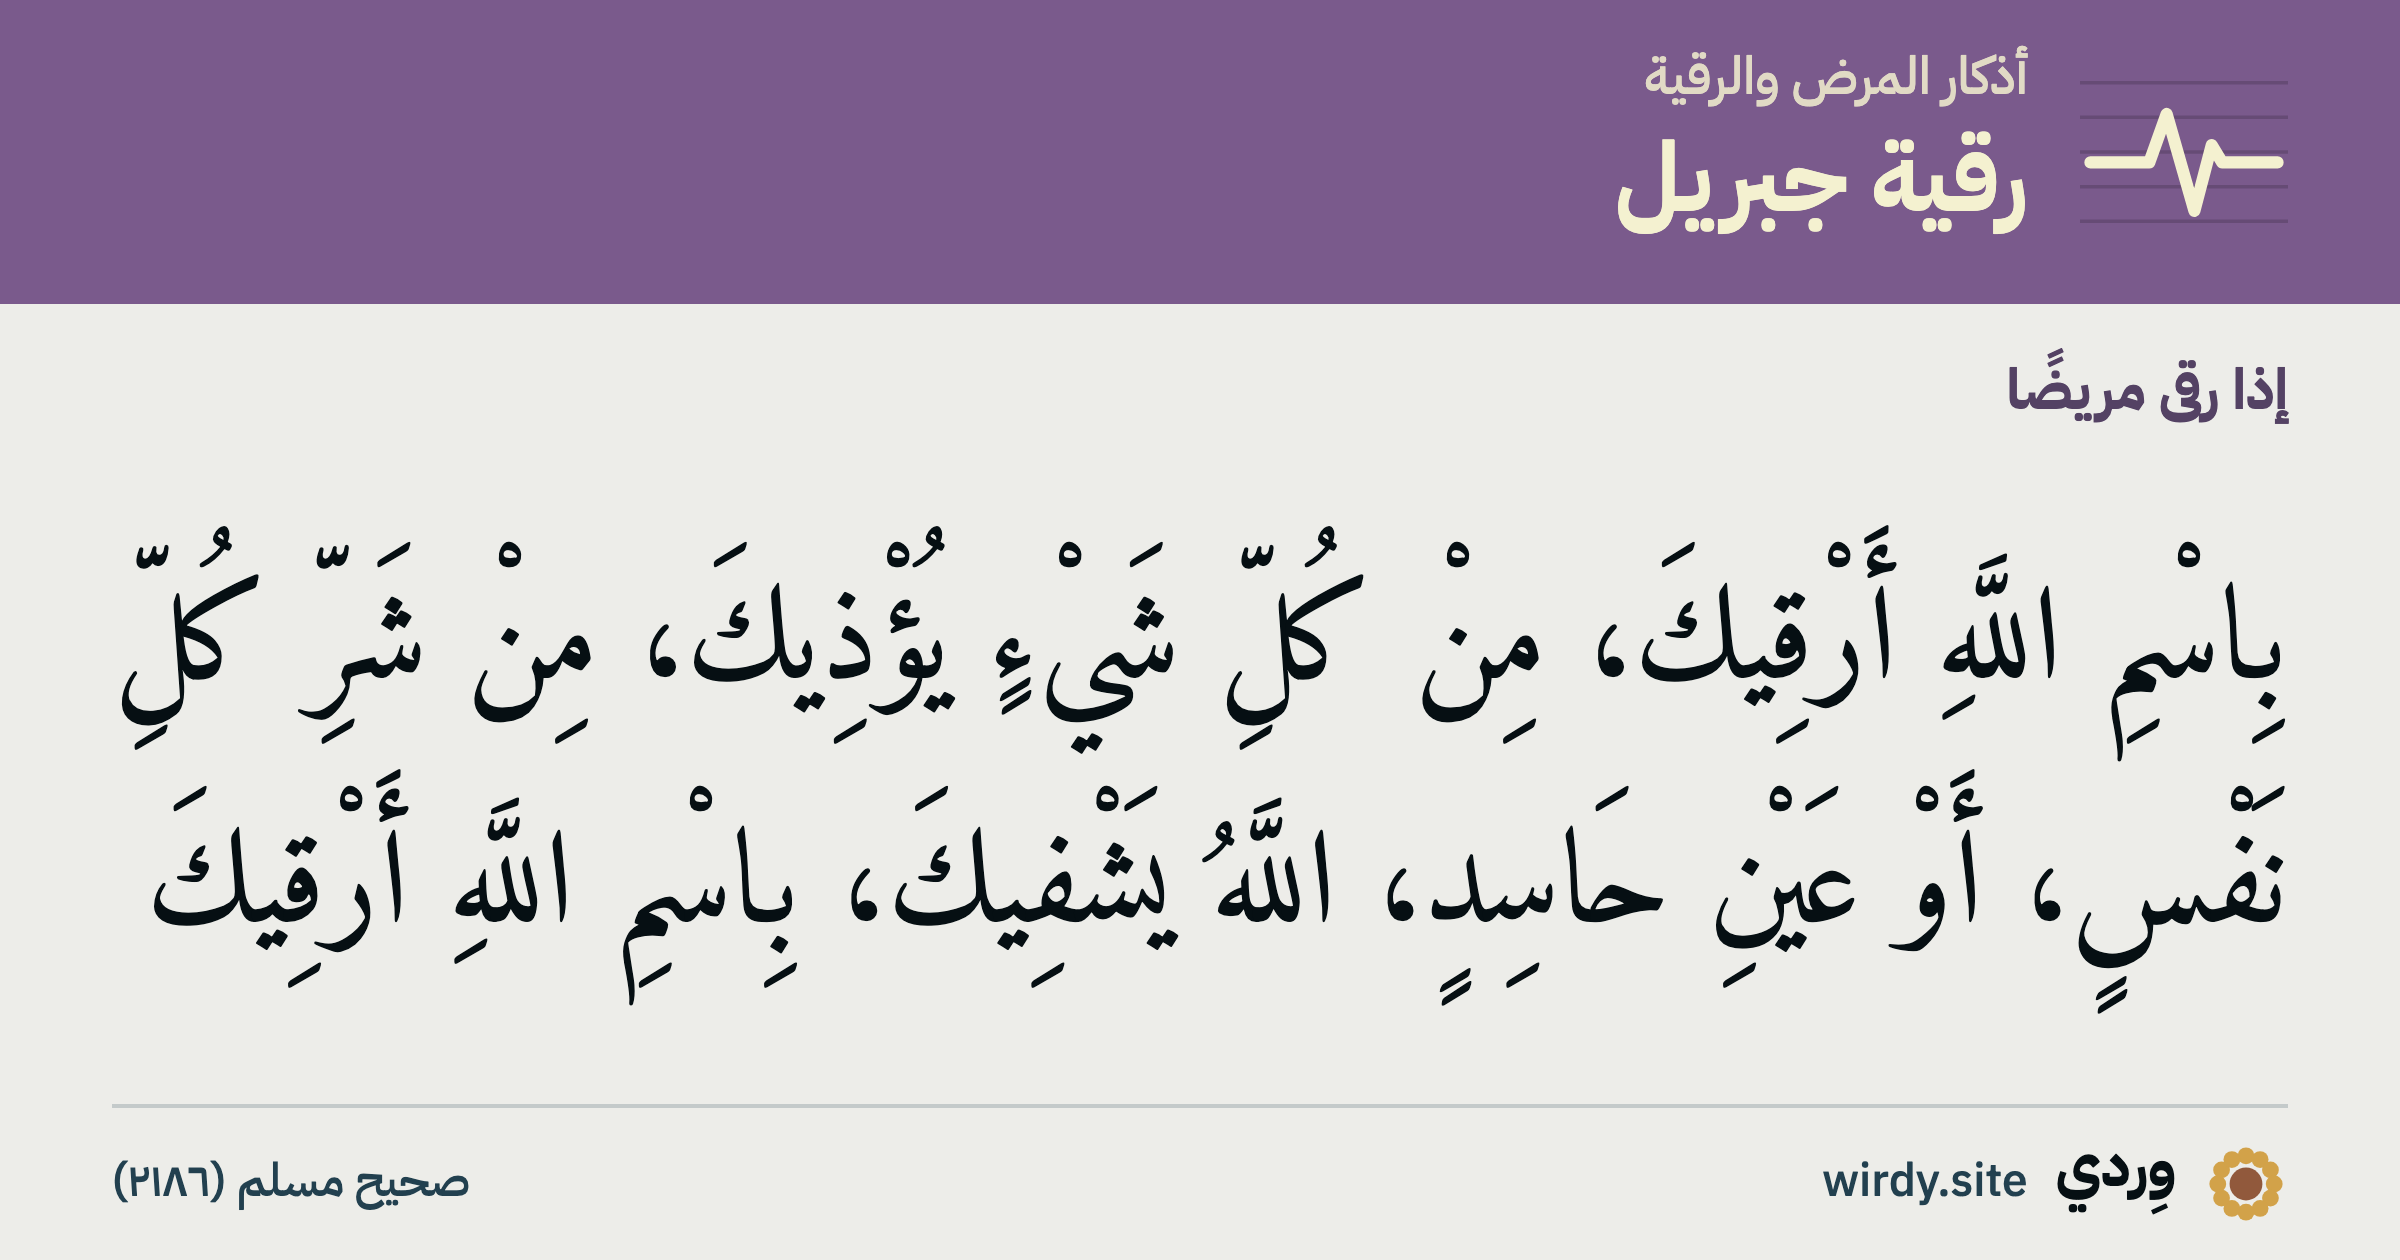 أذكار المرض والرقية
رقية جبريل
إذا رقى مريضًا
بِاسْمِ اللَّهِ أَرْقِيكَ، مِنْ كُلِّ شَيْءٍ يُؤْذِيكَ، مِنْ شَرِّ كُلِّ
نَفْسٍ، أَوْ عَيْنِ حَاسِدٍ، اللَّهُ يَشْفِيكَ، بِاسْمِ اللَّهِ أَرْقِيكَ
وِردي wirdy.site
صحيح مسلم (٢١٨٦)